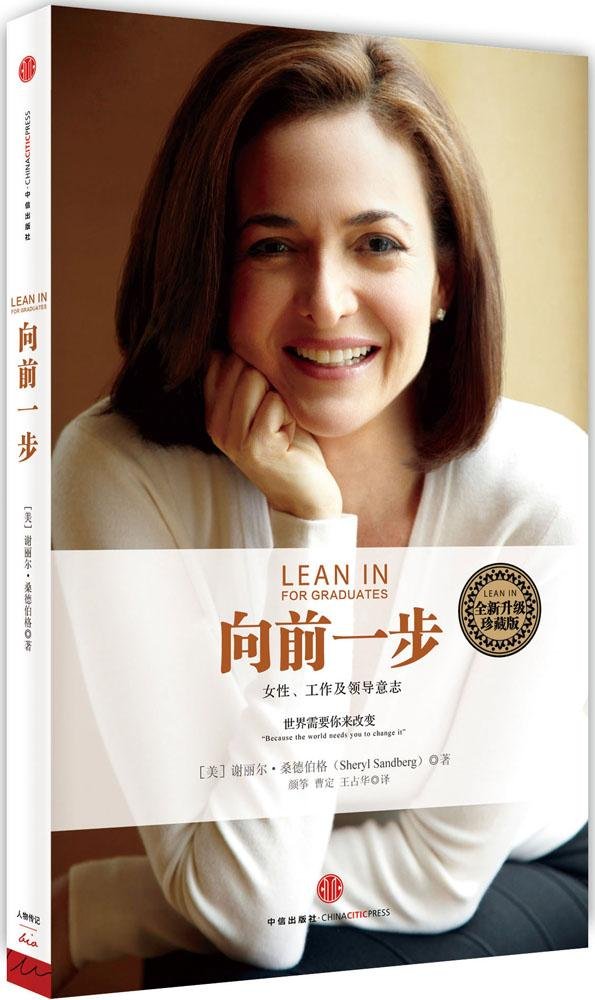 中信出版社·CHINACITICPRESS
LEAN IN
FOR GRADUATES
向前一步
[美]谢丽尔·桑德伯格◎著
人物传记
bio
LEAN IN
FOR GRADUATES
向前一步
LEAN IN
全新升级
珍藏版
女性、工作及领导意志
世界需要你来改变
“Because the world needs you to change it”
[美]谢丽尔·桑德伯格（Sheryl Sandberg）◎著
颜筝 曹定 王占华◎译
中信出版社·CHINACITICPRESS